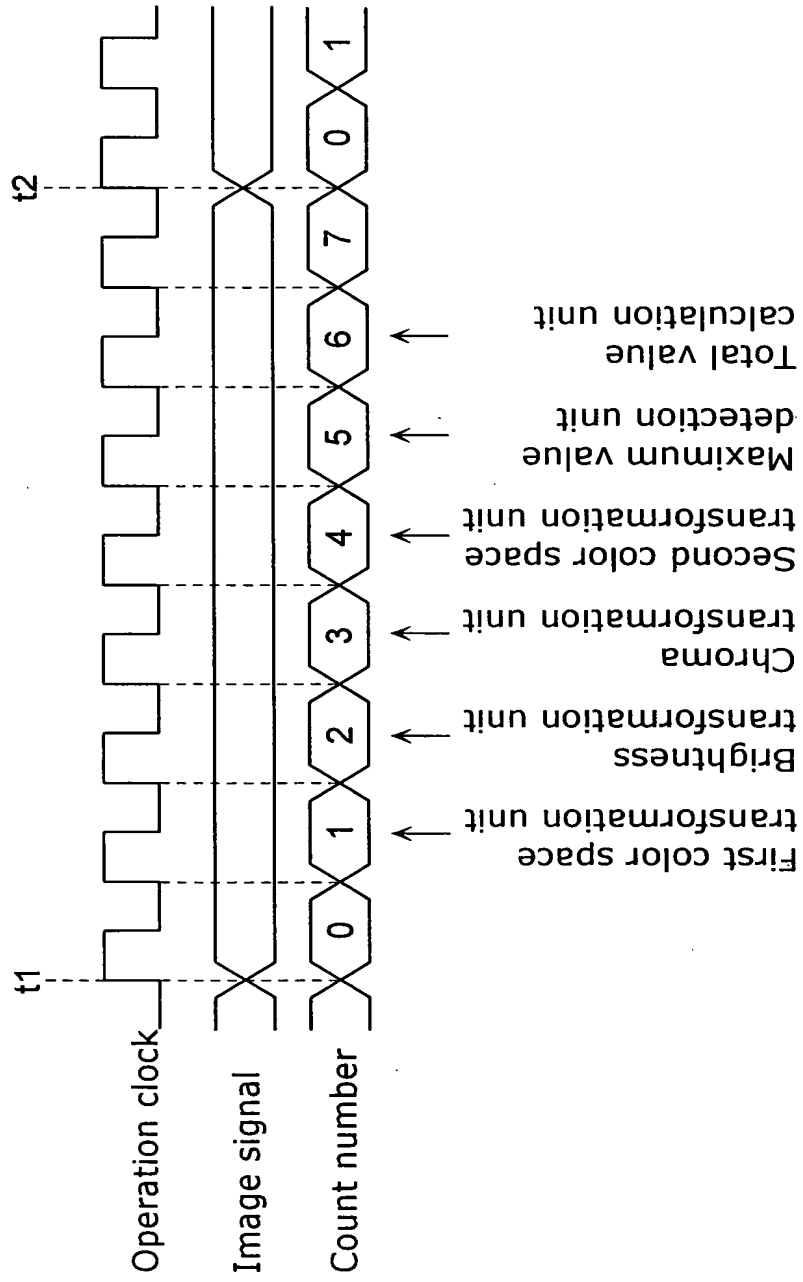 t1
t2
Operation clock
Image signal
Count number
0
1
2
3
4
5
6
7
0
1
First color space
transformation unit
Brightness
transformation unit
Chroma
transformation unit
Second color space
transformation unit
Maximum value
detection unit
Total value
calculation unit